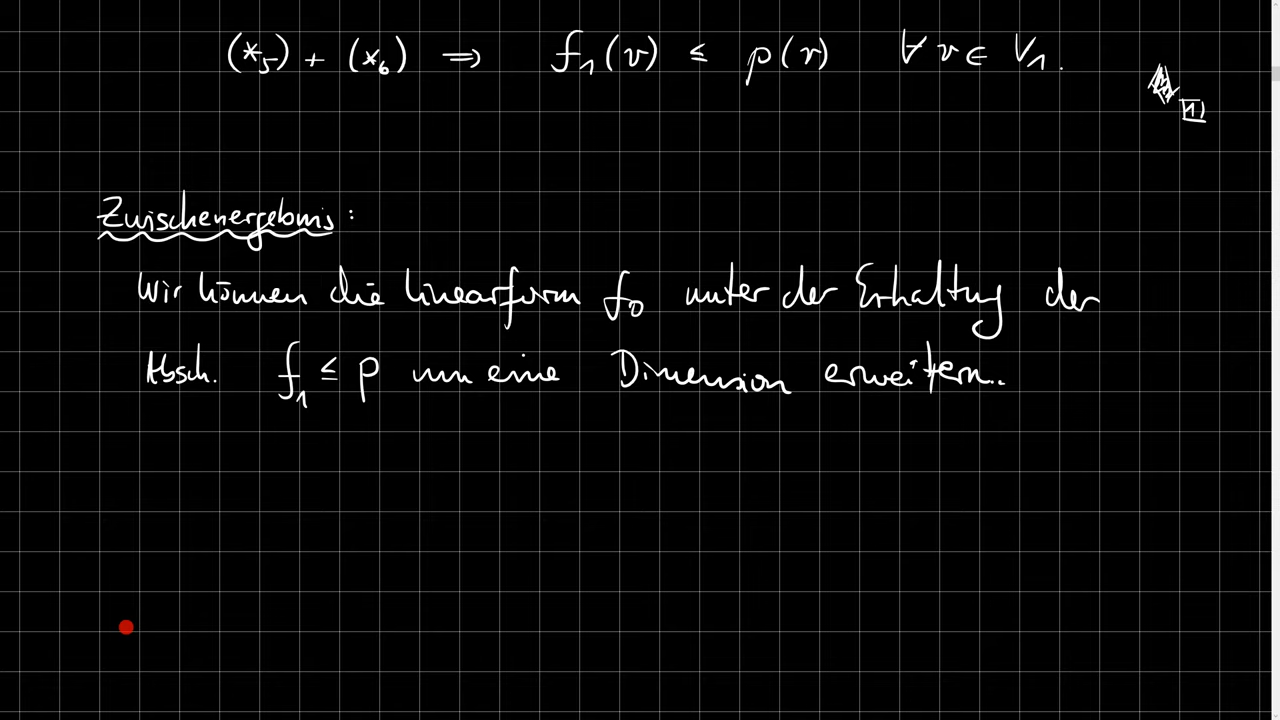 (*₅) + (*₆) ⟹ f₁(v) ≤ p(v) ∀ v ∈ V₁.
1)
Zwischenergebnis:
Wir können die Linearform f₀ unter der Erhaltung der
Absch. f₁ ≤ p um eine Dimension erweitern.